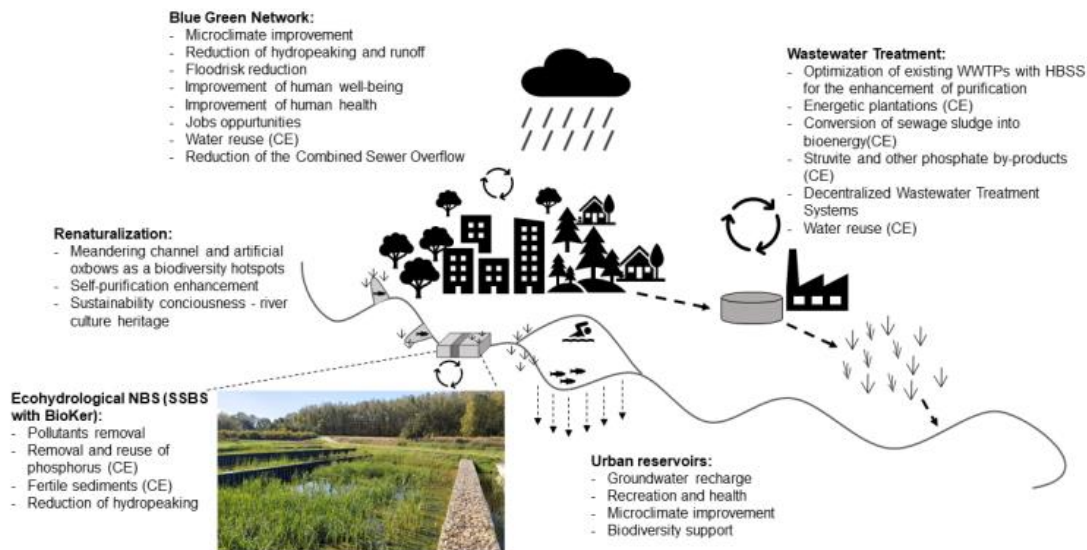 Blue Green Network:
- Microclimate improvement
- Reduction of hydropeaking and runoff
- Floodrisk reduction
- Improvement of human well-being
- Improvement of human health
- Jobs oppurtunities
- Water reuse (CE)
- Reduction of the Combined Sewer Overflow
Wastewater Treatment:
- Optimization of existing WWTPs with HBSS
for the enhancement of purification
- Energetic plantations (CE)
- Conversion of sewage sludge into
bioenergy(CE)
- Struvite and other phosphate by-products
(CE)
- Decentralized Wastewater Treatment
Systems
- Water reuse (CE)
Renaturalization:
- Meandering channel and artificial
oxbows as a biodiversity hotspots
- Self-purification enhancement
- Sustainability conciousness - river
culture heritage
Ecohydrological NBS (SSBS
with BioKer):
- Pollutants removal
- Removal and reuse of
phosphorus (CE)
- Fertile sediments (CE)
- Reduction of hydropeaking
Urban reservoirs:
- Groundwater recharge
- Recreation and health
- Microclimate improvement
- Biodiversity support